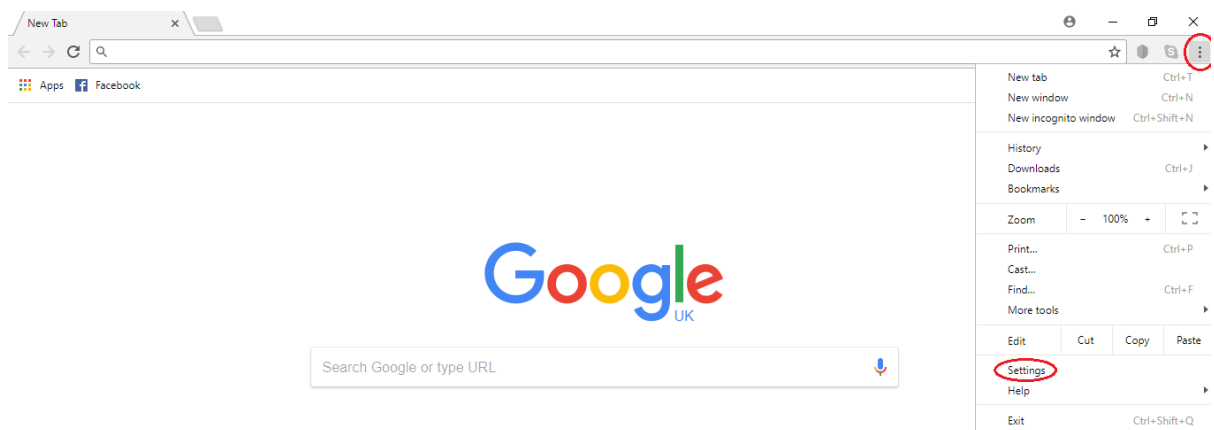 New Tab
Apps Facebook
New tab Ctrl+T
New window Ctrl+N
New incognito window Ctrl+Shift+N
History
Downloads Ctrl+J
Bookmarks
Zoom - 100% +
Print... Ctrl+P
Cast...
Find... Ctrl+F
More tools
Edit Cut Copy Paste
Settings
Help
Exit Ctrl+Shift+Q
Google
UK
Search Google or type URL